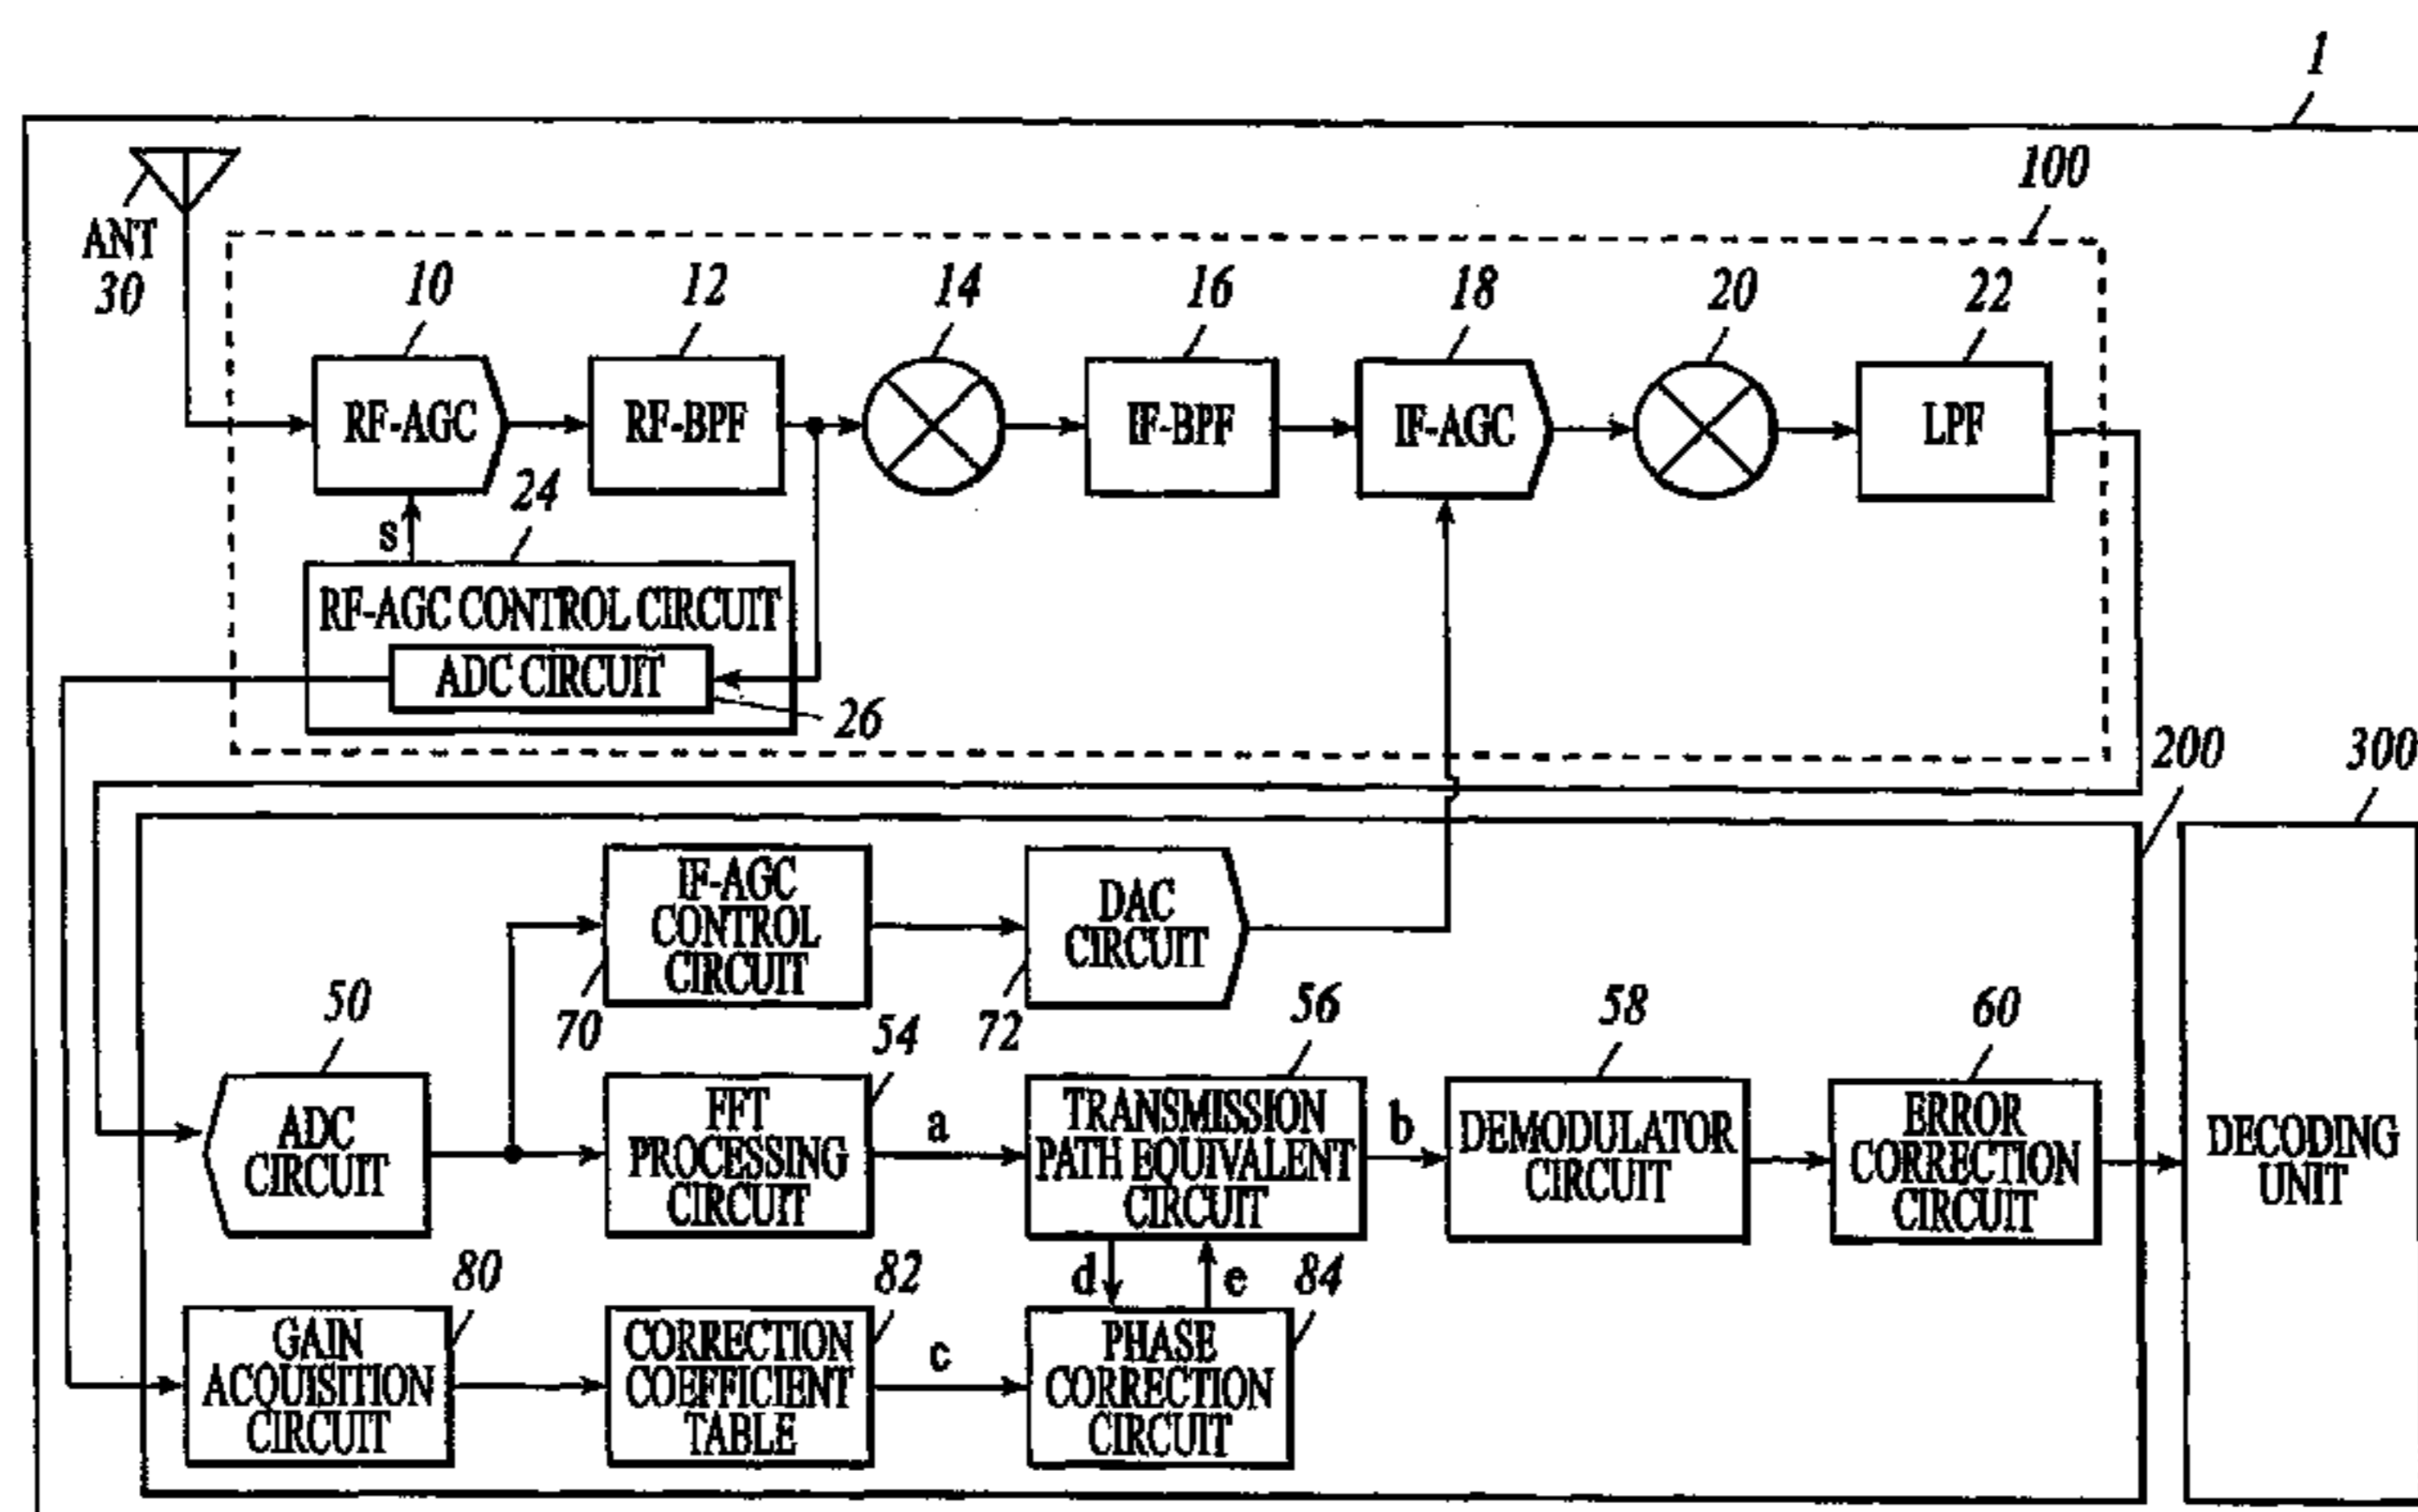 1
100
ANT
30
10
12
14
16
18
20
22
RF-AGC
RF-BPF
IF-BPF
IF-AGC
LPF
s
24
RF-AGC CONTROL CIRCUIT
ADC CIRCUIT
26
200
300
IF-AGC
CONTROL
CIRCUIT
70
DAC
CIRCUIT
72
50
ADC
CIRCUIT
54
FFT
PROCESSING
CIRCUIT
a
56
TRANSMISSION
PATH EQUIVALENT
CIRCUIT
b
58
DEMODULATOR
CIRCUIT
60
ERROR
CORRECTION
CIRCUIT
DECODING
UNIT
d
e
80
GAIN
ACQUISITION
CIRCUIT
82
CORRECTION
COEFFICIENT
TABLE
c
84
PHASE
CORRECTION
CIRCUIT